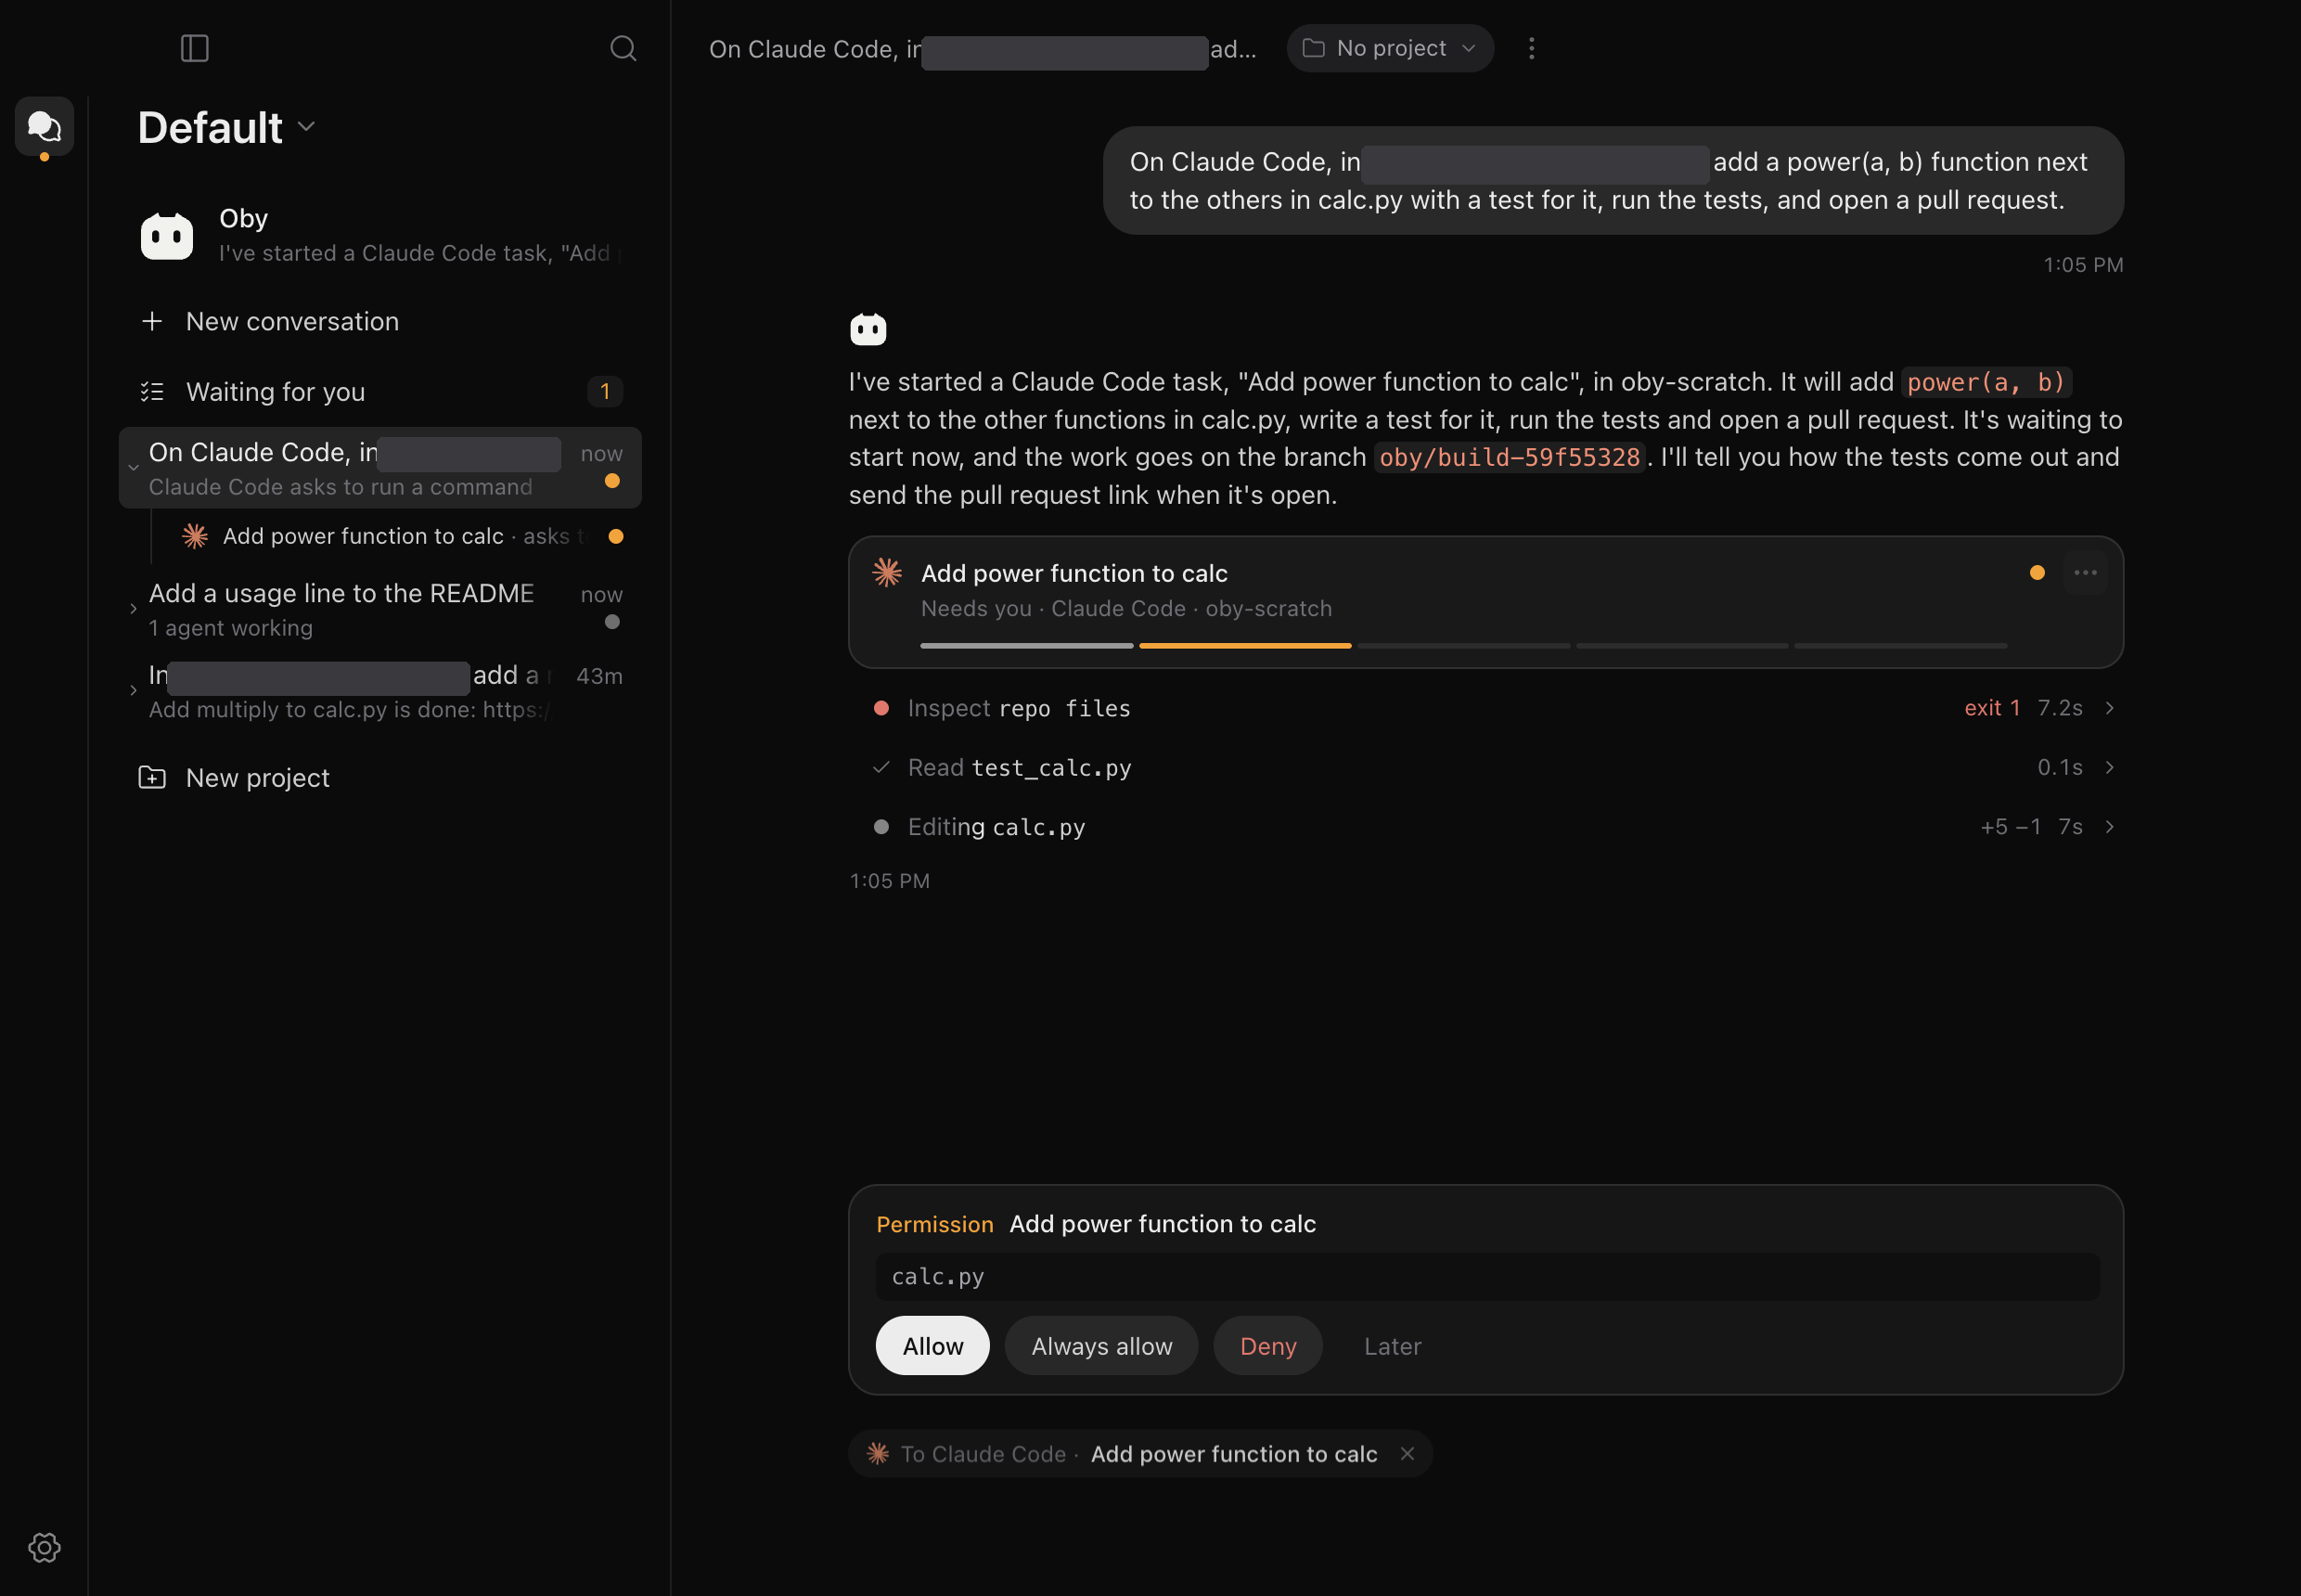 On Claude Code, in ad...
No project
Default
Oby
I've started a Claude Code task, "Add
New conversation
Waiting for you 1
On Claude Code, in now
Claude Code asks to run a command
Add power function to calc · asks
Add a usage line to the README now
1 agent working
In add a 43m
Add multiply to calc.py is done: https:/
New project
On Claude Code, in add a power(a, b) function next
to the others in calc.py with a test for it, run the tests, and open a pull request.
1:05 PM
I've started a Claude Code task, "Add power function to calc", in oby-scratch. It will add power(a, b)
next to the other functions in calc.py, write a test for it, run the tests and open a pull request. It's waiting to
start now, and the work goes on the branch oby/build-59f55328. I'll tell you how the tests come out and
send the pull request link when it's open.
Add power function to calc
Needs you · Claude Code · oby-scratch
Inspect repo files exit 1 7.2s
Read test_calc.py 0.1s
Editing calc.py +5 −1 7s
1:05 PM
Permission Add power function to calc
calc.py
Allow Always allow Deny Later
To Claude Code · Add power function to calc